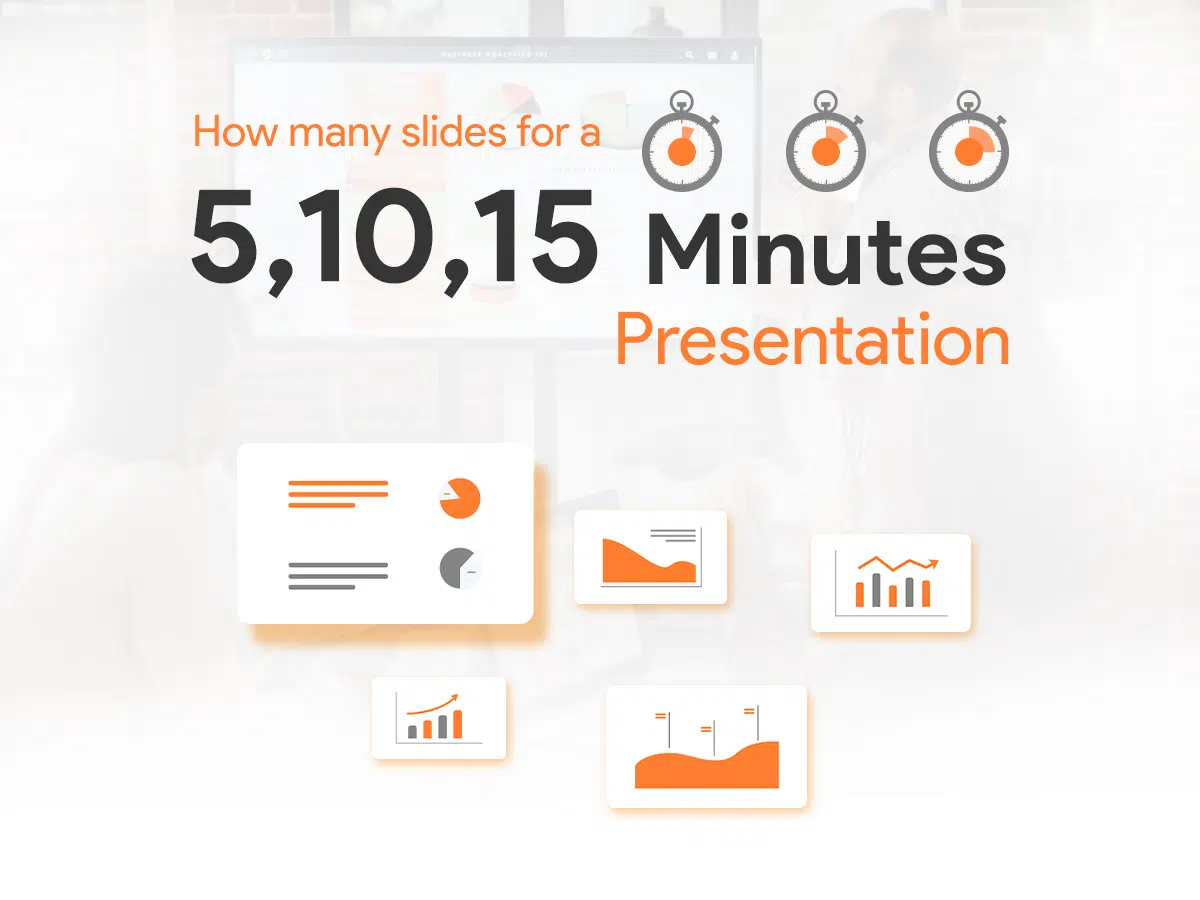 How many slides for a
5,10,15 Minutes
Presentation